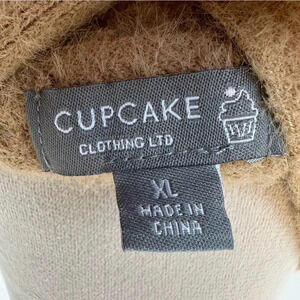 CUPCAKE
CLOTHING LTD
XL
MADE IN
CHINA